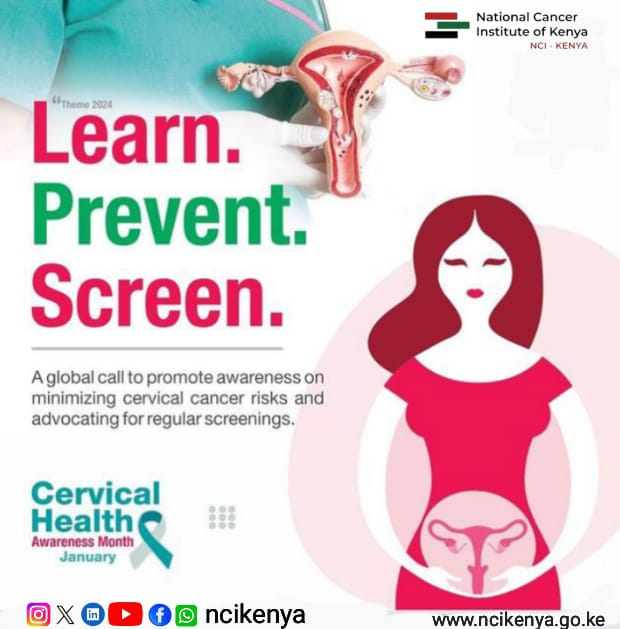 National Cancer
Institute of Kenya
NCI - KENYA
“Theme 2024
Learn.
Prevent.
Screen.
A global call to promote awareness on
minimizing cervical cancer risks and
advocating for regular screenings.
Cervical
Health
Awareness Month
January
ncikenya
www.ncikenya.go.ke